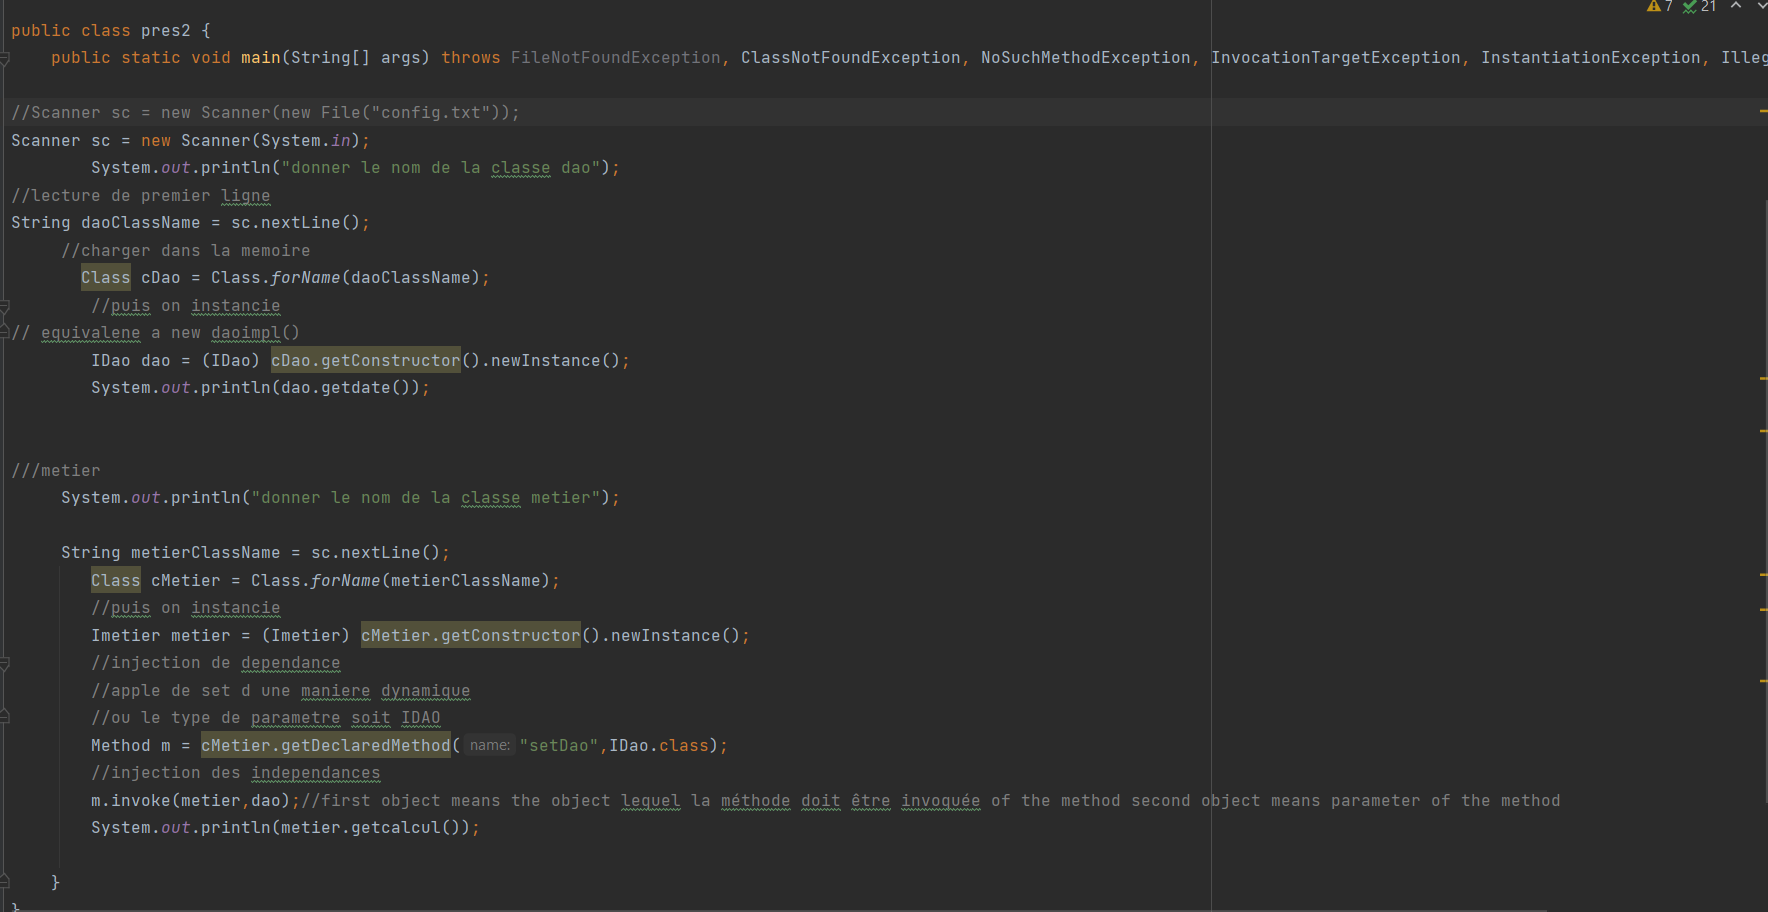 7 21
public class pres2 {
public static void main(String[] args) throws FileNotFoundException, ClassNotFoundException, NoSuchMethodException, InvocationTargetException, InstantiationException, Illeg
//Scanner sc = new Scanner(new File("config.txt"));
Scanner sc = new Scanner(System.in);
System.out.println("donner le nom de la classe dao");
//lecture de premier ligne
String daoClassName = sc.nextLine();
//charger dans la memoire
Class cDao = Class.forName(daoClassName);
//puis on instancie
// equivalene a new daoimpl()
IDao dao = (IDao) cDao.getConstructor().newInstance();
System.out.println(dao.getdate());
///metier
System.out.println("donner le nom de la classe metier");
String metierClassName = sc.nextLine();
Class cMetier = Class.forName(metierClassName);
//puis on instancie
Imetier metier = (Imetier) cMetier.getConstructor().newInstance();
//injection de dependance
//apple de set d une maniere dynamique
//ou le type de parametre soit IDAO
Method m = cMetier.getDeclaredMethod( name: "setDao",IDao.class);
//injection des independances
m.invoke(metier,dao);//first object means the object lequel la méthode doit être invoquée of the method second object means parameter of the method
System.out.println(metier.getcalcul());
}
}